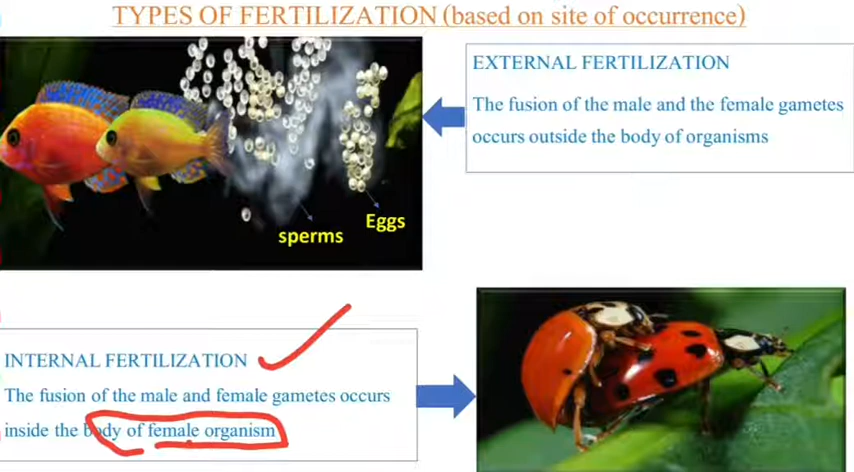 TYPES OF FERTILIZATION (based on site of occurrence)
EXTERNAL FERTILIZATION
The fusion of the male and the female gametes
occurs outside the body of organisms
sperms
Eggs
INTERNAL FERTILIZATION
The fusion of the male and female gametes occurs
inside the body of female organism